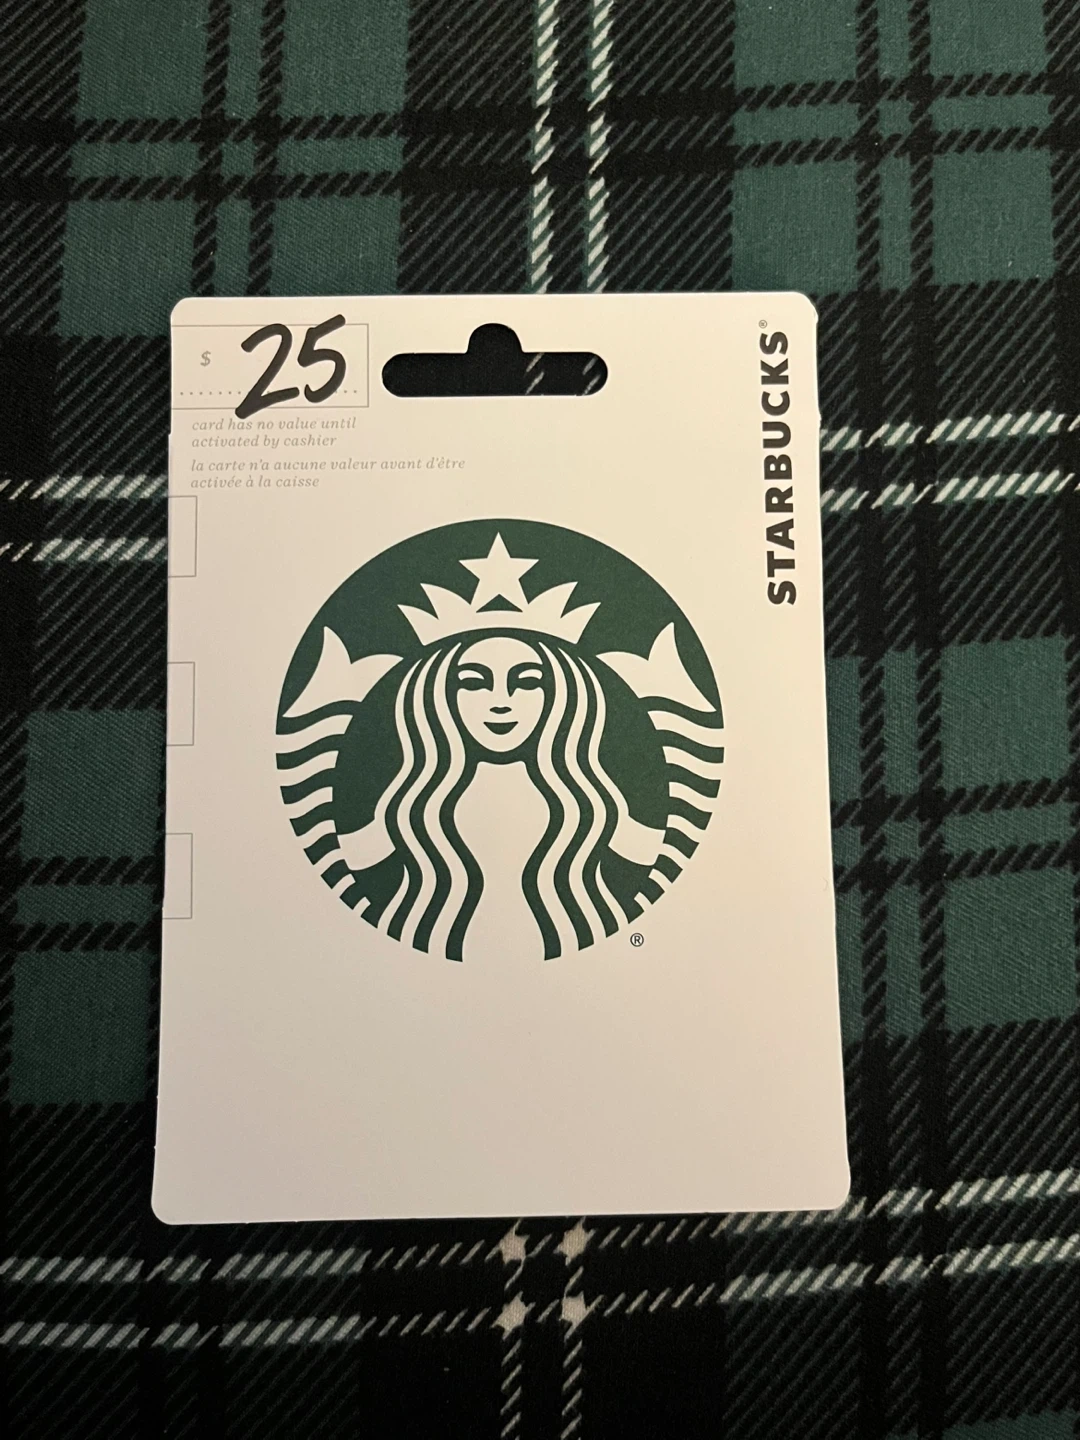 $ 25
card has no value until
activated by cashier
la carte n'a aucune valeur avant d'être
activée à la caisse
STARBUCKS®
®